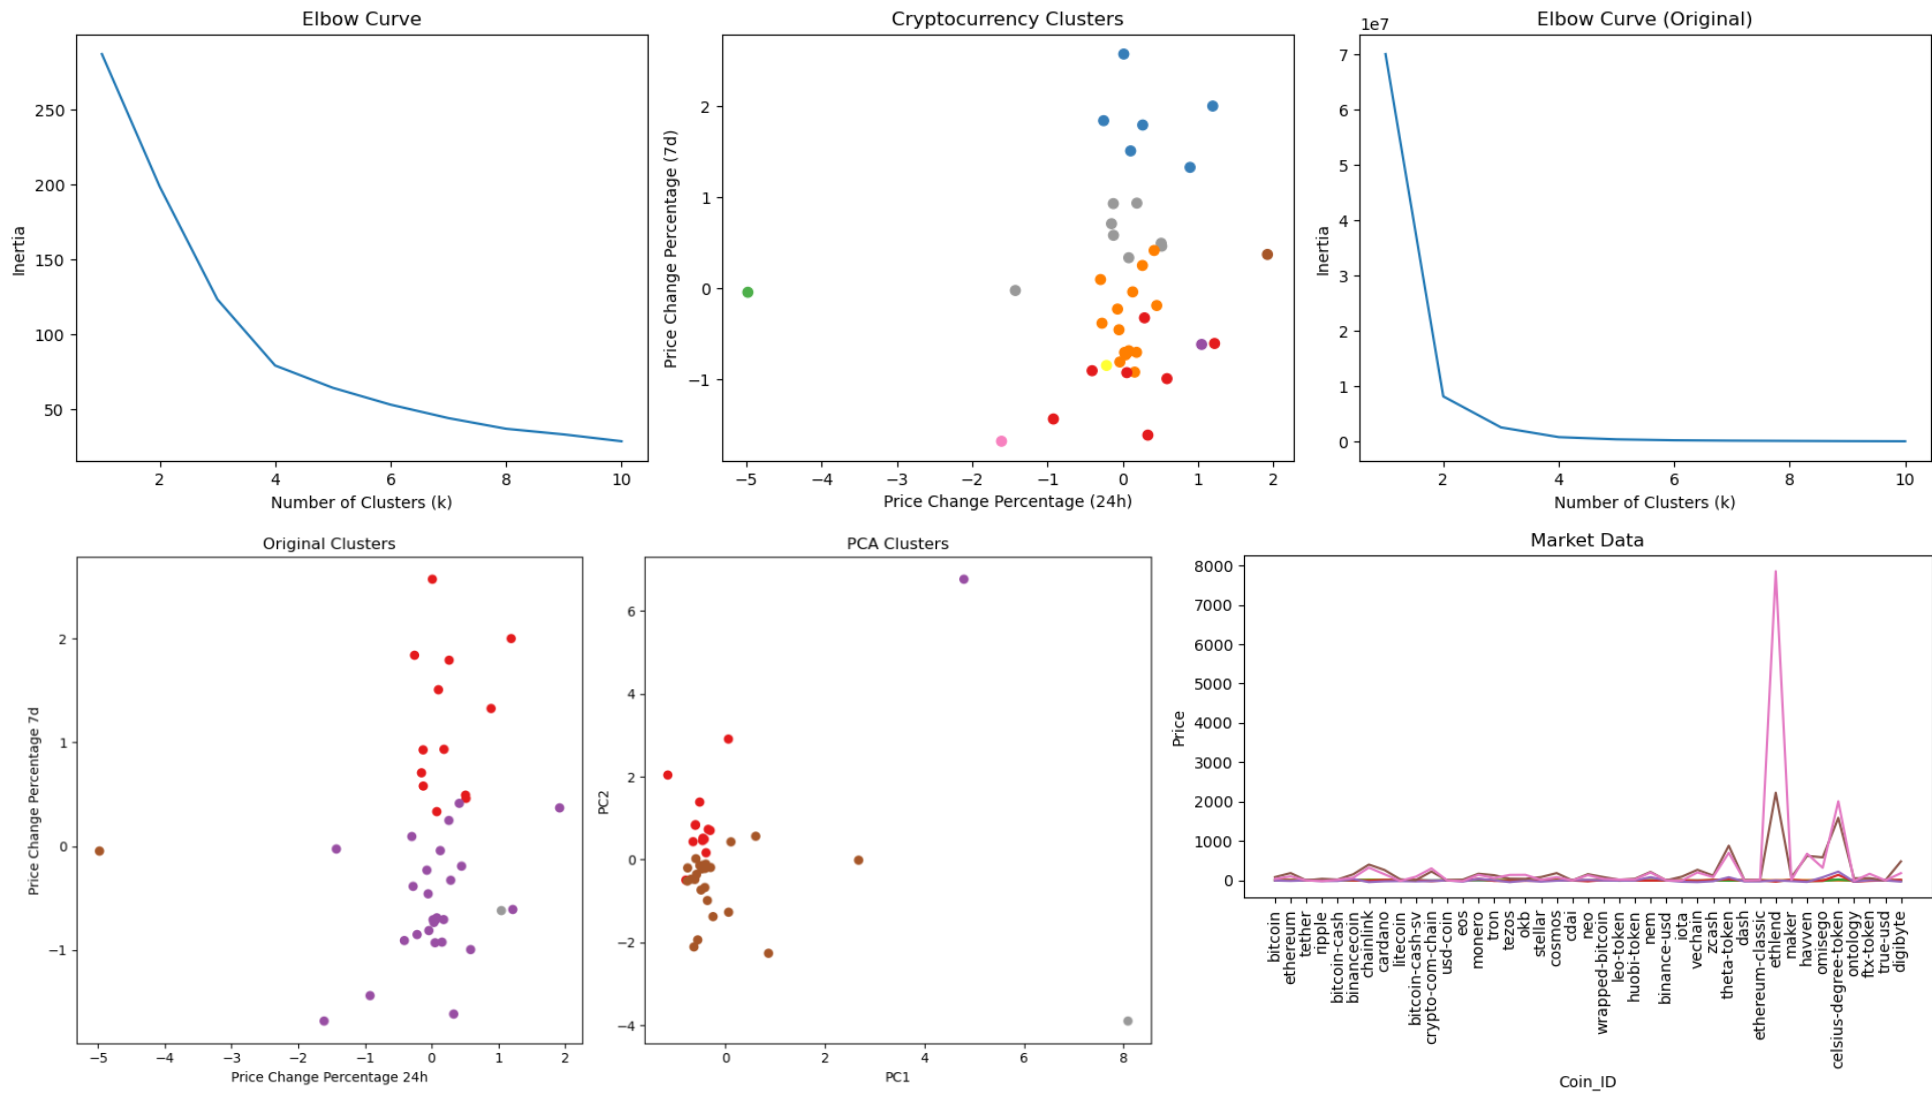 Elbow Curve
250
200
150
100
50
Inertia
2 4 6 8 10
Number of Clusters (k)
Cryptocurrency Clusters
2
1
0
−1
Price Change Percentage (7d)
−5 −4 −3 −2 −1 0 1 2
Price Change Percentage (24h)
Elbow Curve (Original)
1e7
7
6
5
4
3
2
1
0
Inertia
2 4 6 8 10
Number of Clusters (k)
Original Clusters
2
1
0
−1
Price Change Percentage 7d
−5 −4 −3 −2 −1 0 1 2
Price Change Percentage 24h
PCA Clusters
6
4
2
0
−2
−4
PC2
0 2 4 6 8
PC1
Market Data
8000
7000
6000
5000
4000
3000
2000
1000
0
Price
bitcoin
ethereum
tether
ripple
bitcoin-cash
binancecoin
chainlink
cardano
litecoin
bitcoin-cash-sv
crypto-com-chain
usd-coin
eos
monero
tron
tezos
okb
stellar
cosmos
cdai
neo
wrapped-bitcoin
leo-token
huobi-token
nem
binance-usd
iota
vechain
zcash
theta-token
dash
ethereum-classic
ethlend
maker
havven
omisego
celsius-degree-token
ontology
ftx-token
true-usd
digibyte
Coin_ID